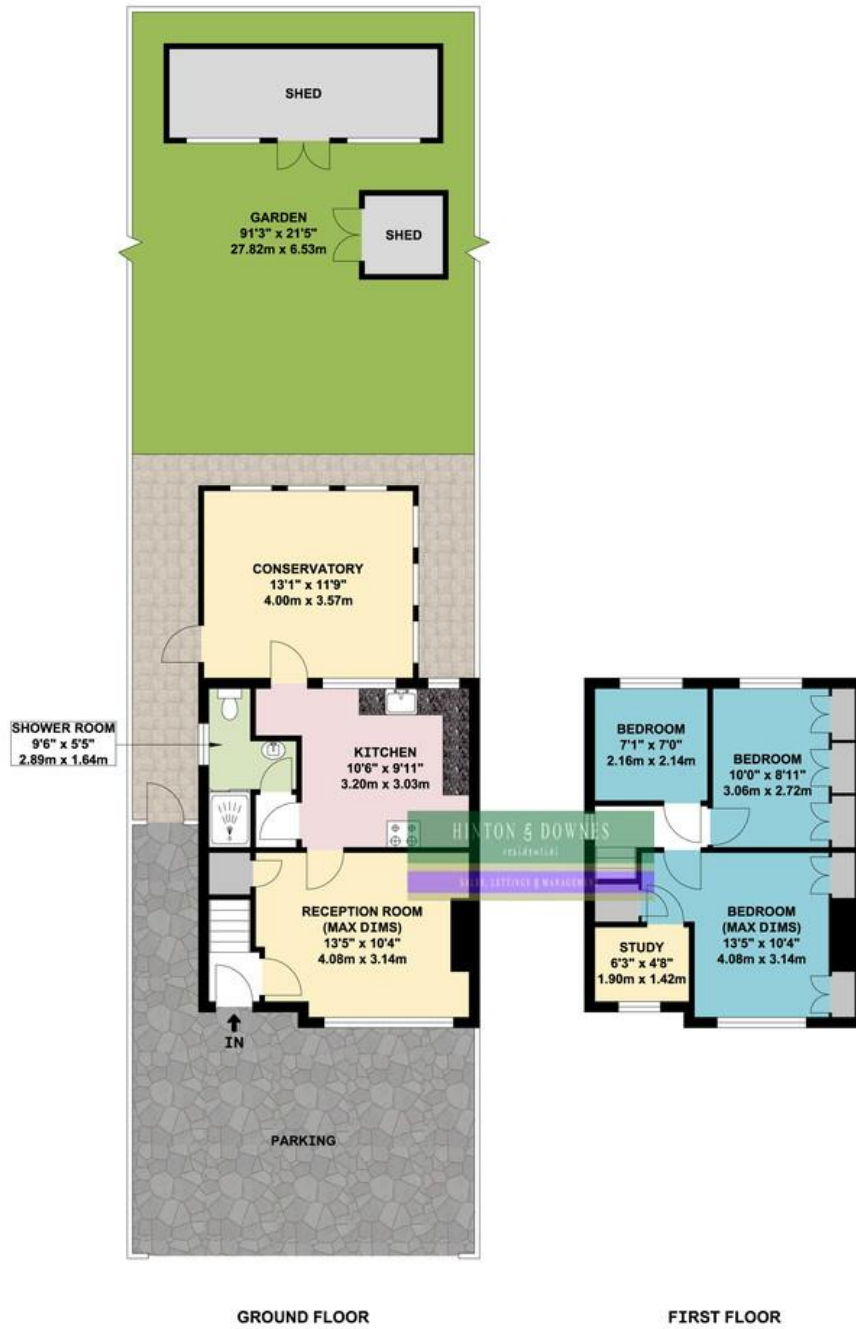 SHED
GARDEN
91'3" x 21'5"
27.82m x 6.53m
SHED
CONSERVATORY
13'1" x 11'9"
4.00m x 3.57m
SHOWER ROOM
9'6" x 5'5"
2.89m x 1.64m
KITCHEN
10'6" x 9'11"
3.20m x 3.03m
RECEPTION ROOM
(MAX DIMS)
13'5" x 10'4"
4.08m x 3.14m
IN
PARKING
GROUND FLOOR
BEDROOM
7'1" x 7'0"
2.16m x 2.14m
BEDROOM
10'0" x 8'11"
3.06m x 2.72m
BEDROOM
(MAX DIMS)
13'5" x 10'4"
4.08m x 3.14m
STUDY
6'3" x 4'8"
1.90m x 1.42m
FIRST FLOOR
HINTON & DOWNES
residential
SALES, LETTINGS & MANAGEMENT